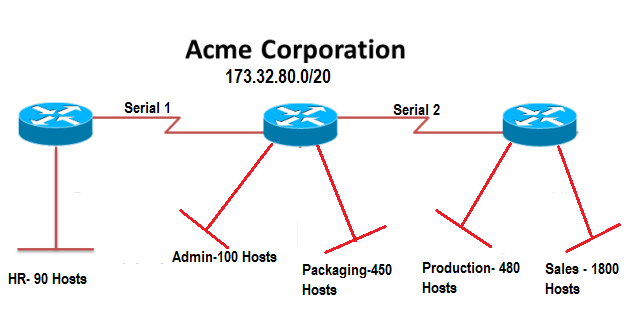 Acme Corporation
173.32.80.0/20
Serial 1
Serial 2
HR- 90 Hosts
Admin-100 Hosts
Packaging-450
Hosts
Production- 480
Hosts
Sales - 1800
Hosts